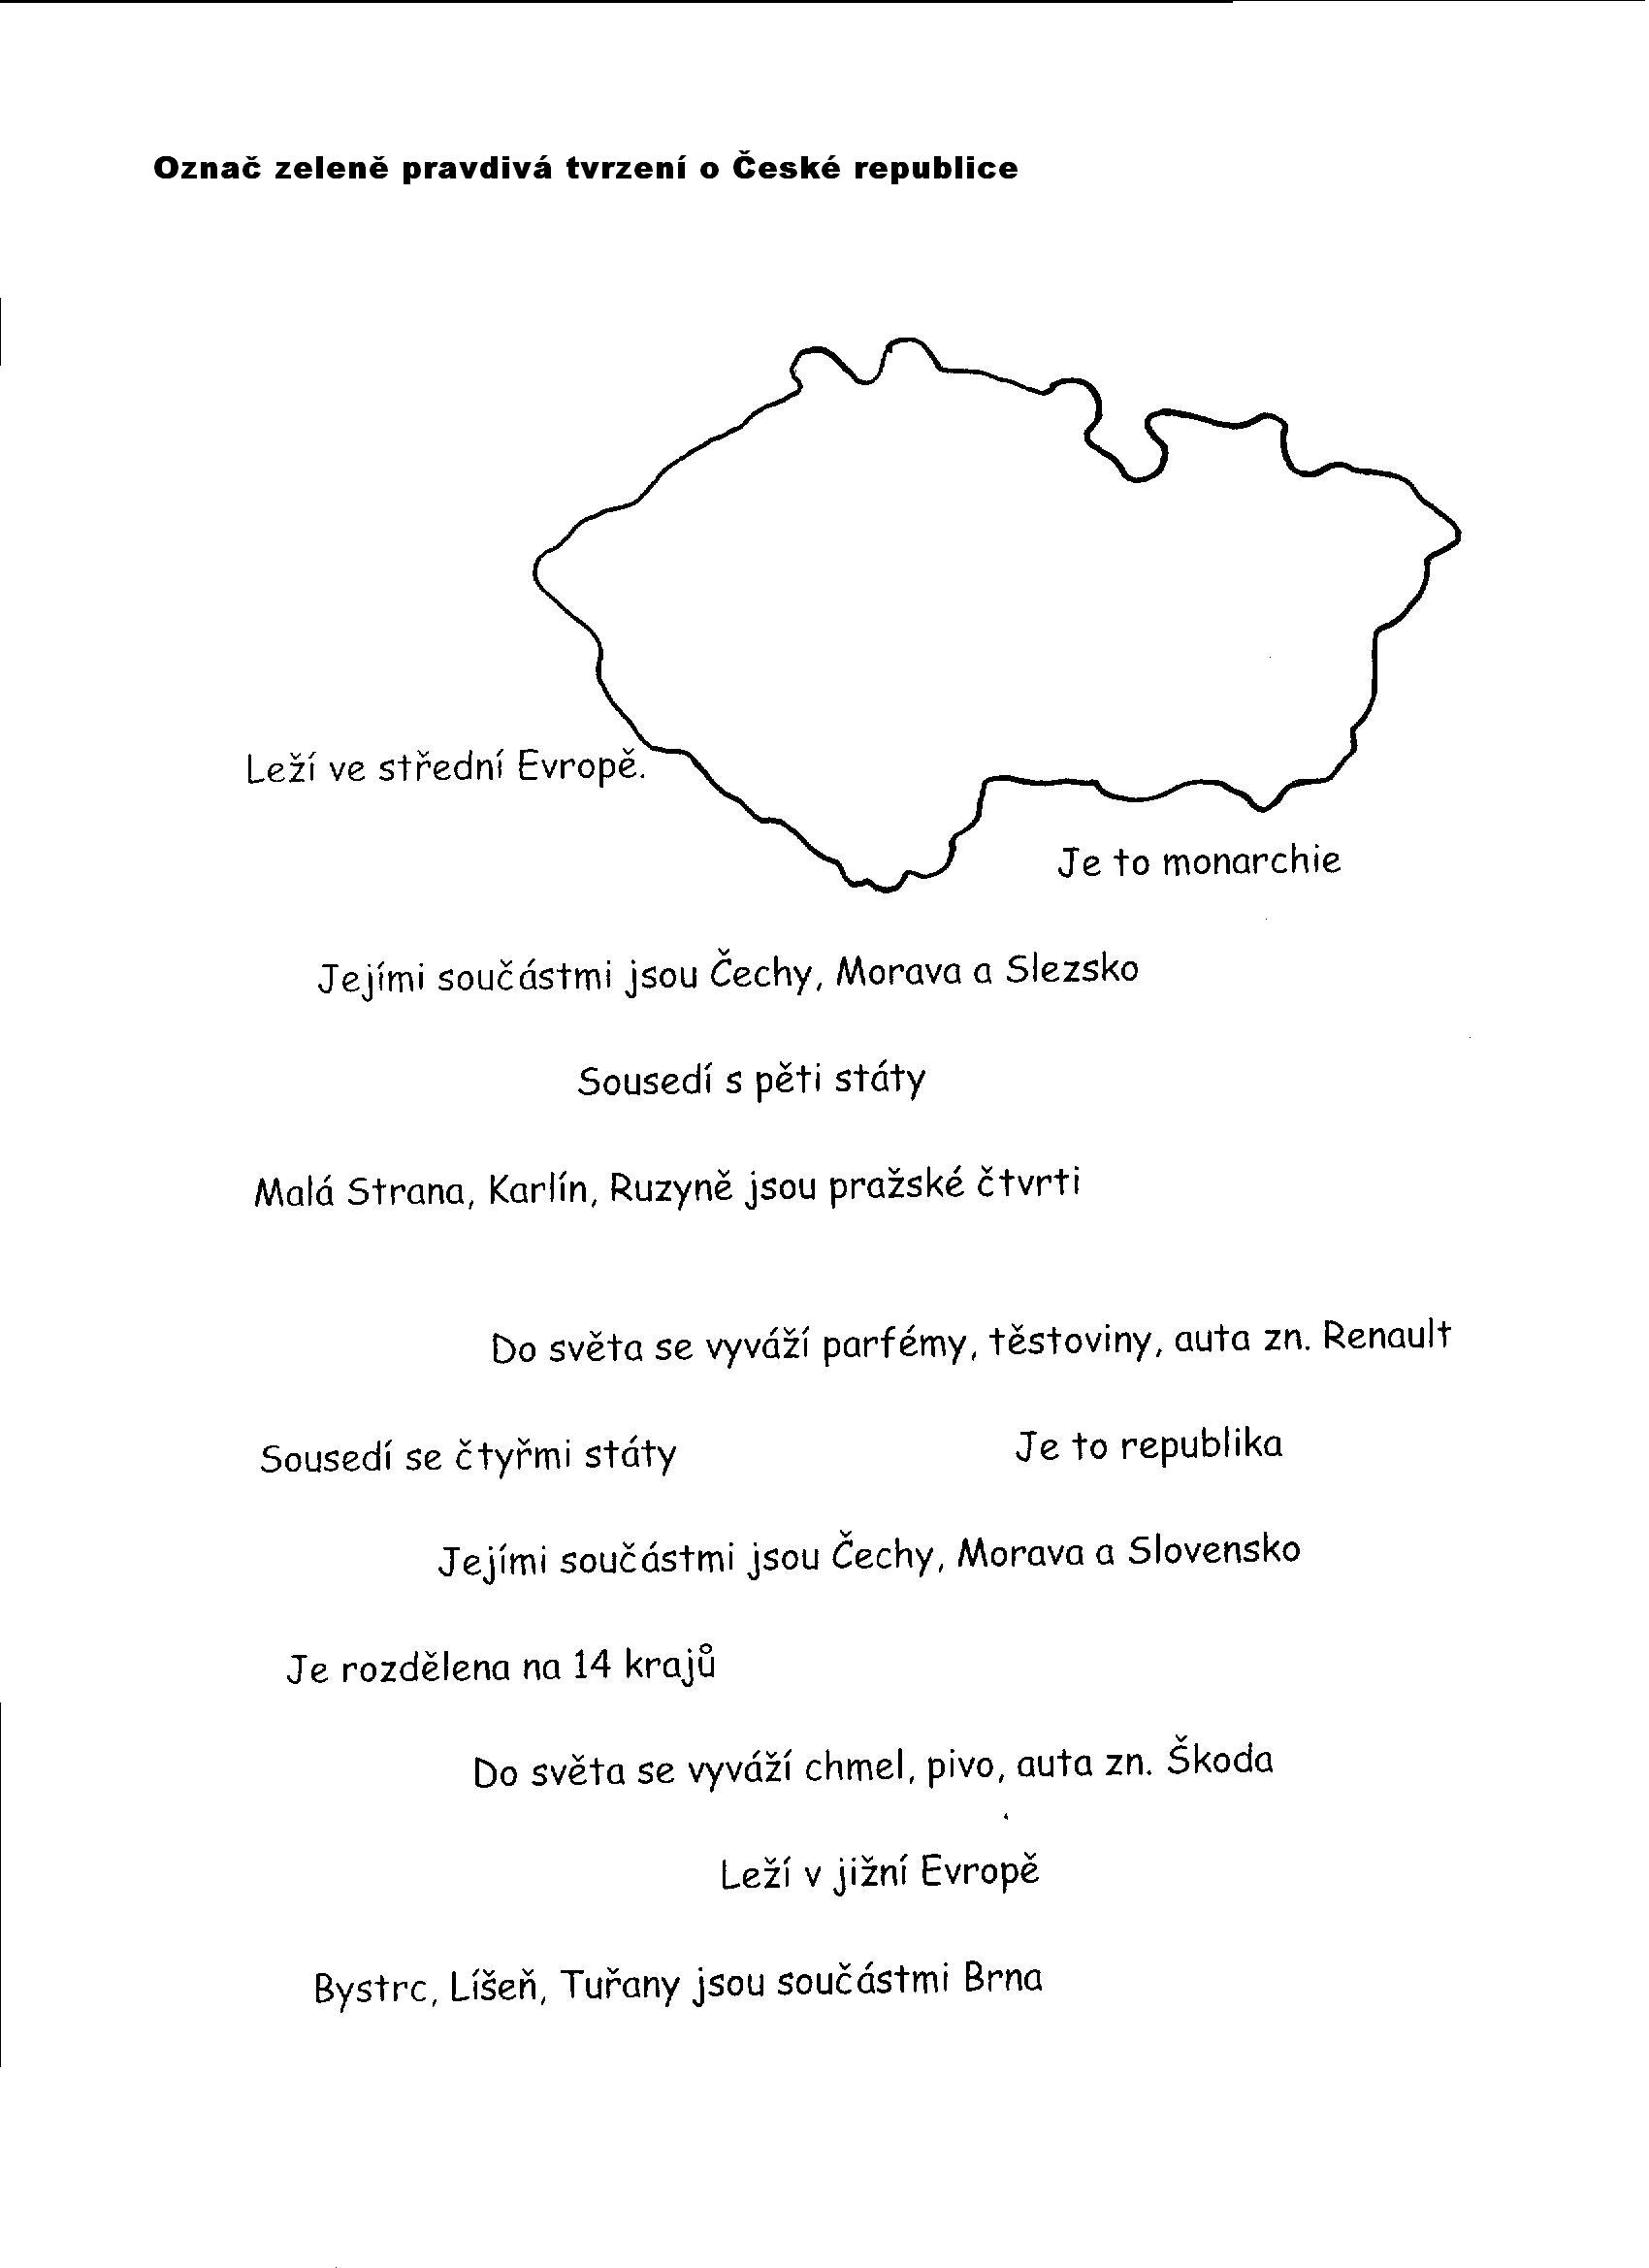 Označ zeleně pravdivá tvrzení o České republice
Leží ve střední Evropě.
Je to monarchie
Jejími součástmi jsou Čechy, Morava a Slezsko
Sousedí s pěti státy
Malá Strana, Karlín, Ruzyně jsou pražské čtvrti
Do světa se vyváží parfémy, těstoviny, auta zn. Renault
Sousedí se čtyřmi státy
Je to republika
Jejími součástmi jsou Čechy, Morava a Slovensko
Je rozdělena na 14 krajů
Do světa se vyváží chmel, pivo, auta zn. Škoda
Leží v jižní Evropě
Bystrc, Líšeň, Tuřany jsou součástmi Brna